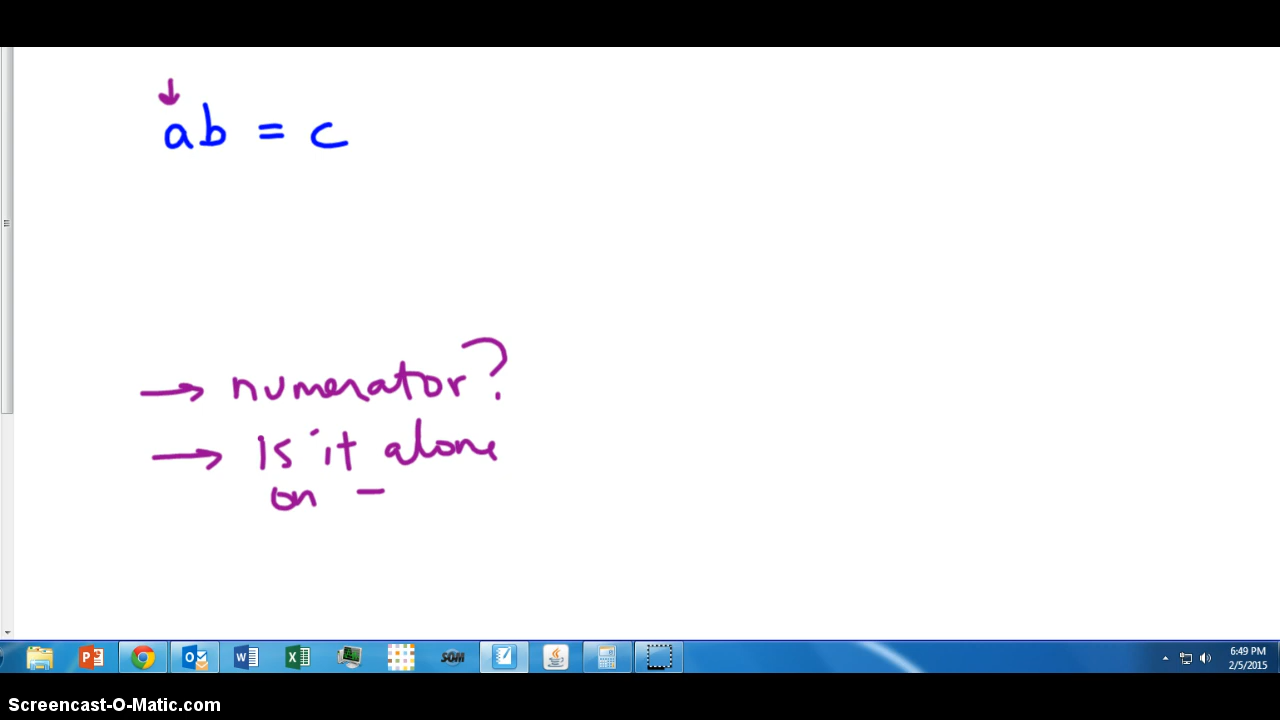 ab = c
→ numerator?
→ Is it alone
on -
6:49 PM
2/5/2015
Screencast-O-Matic.com